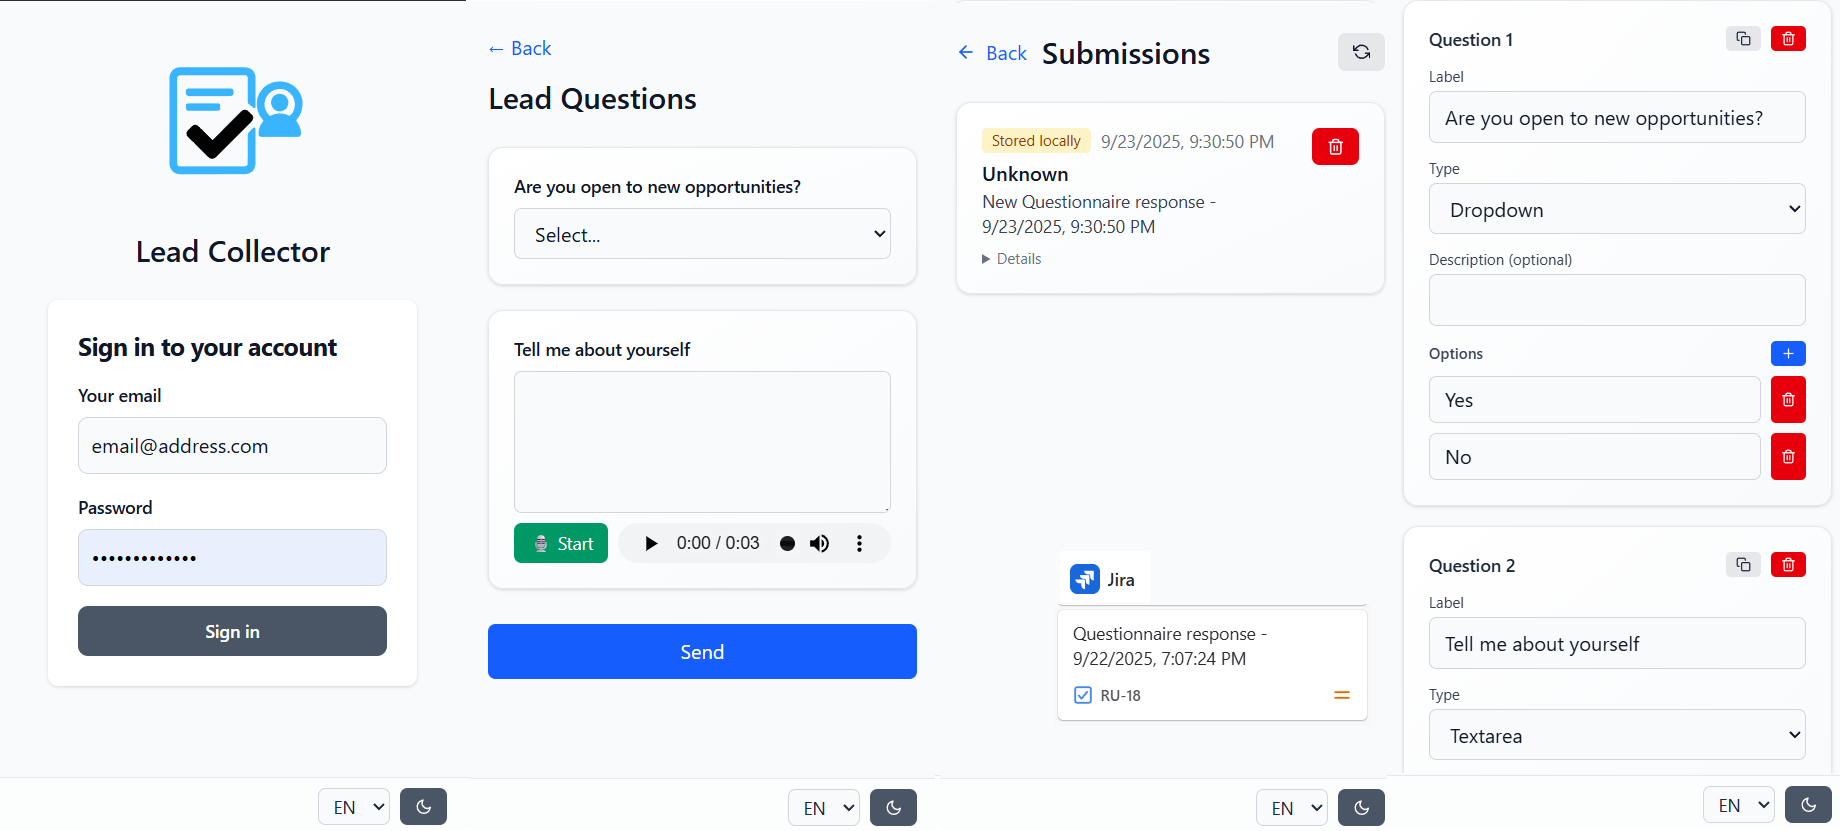 Lead Collector
Sign in to your account
Your email
email@address.com
Password
•••••••••••••
Sign in
EN
← Back
Lead Questions
Are you open to new opportunities?
Select...
Tell me about yourself
Start
0:00 / 0:03
Send
EN
← Back Submissions
Stored locally 9/23/2025, 9:30:50 PM
Unknown
New Questionnaire response -
9/23/2025, 9:30:50 PM
Details
Jira
Questionnaire response -
9/22/2025, 7:07:24 PM
RU-18
EN
Question 1
Label
Are you open to new opportunities?
Type
Dropdown
Description (optional)
Options
Yes
No
Question 2
Label
Tell me about yourself
Type
Textarea
EN